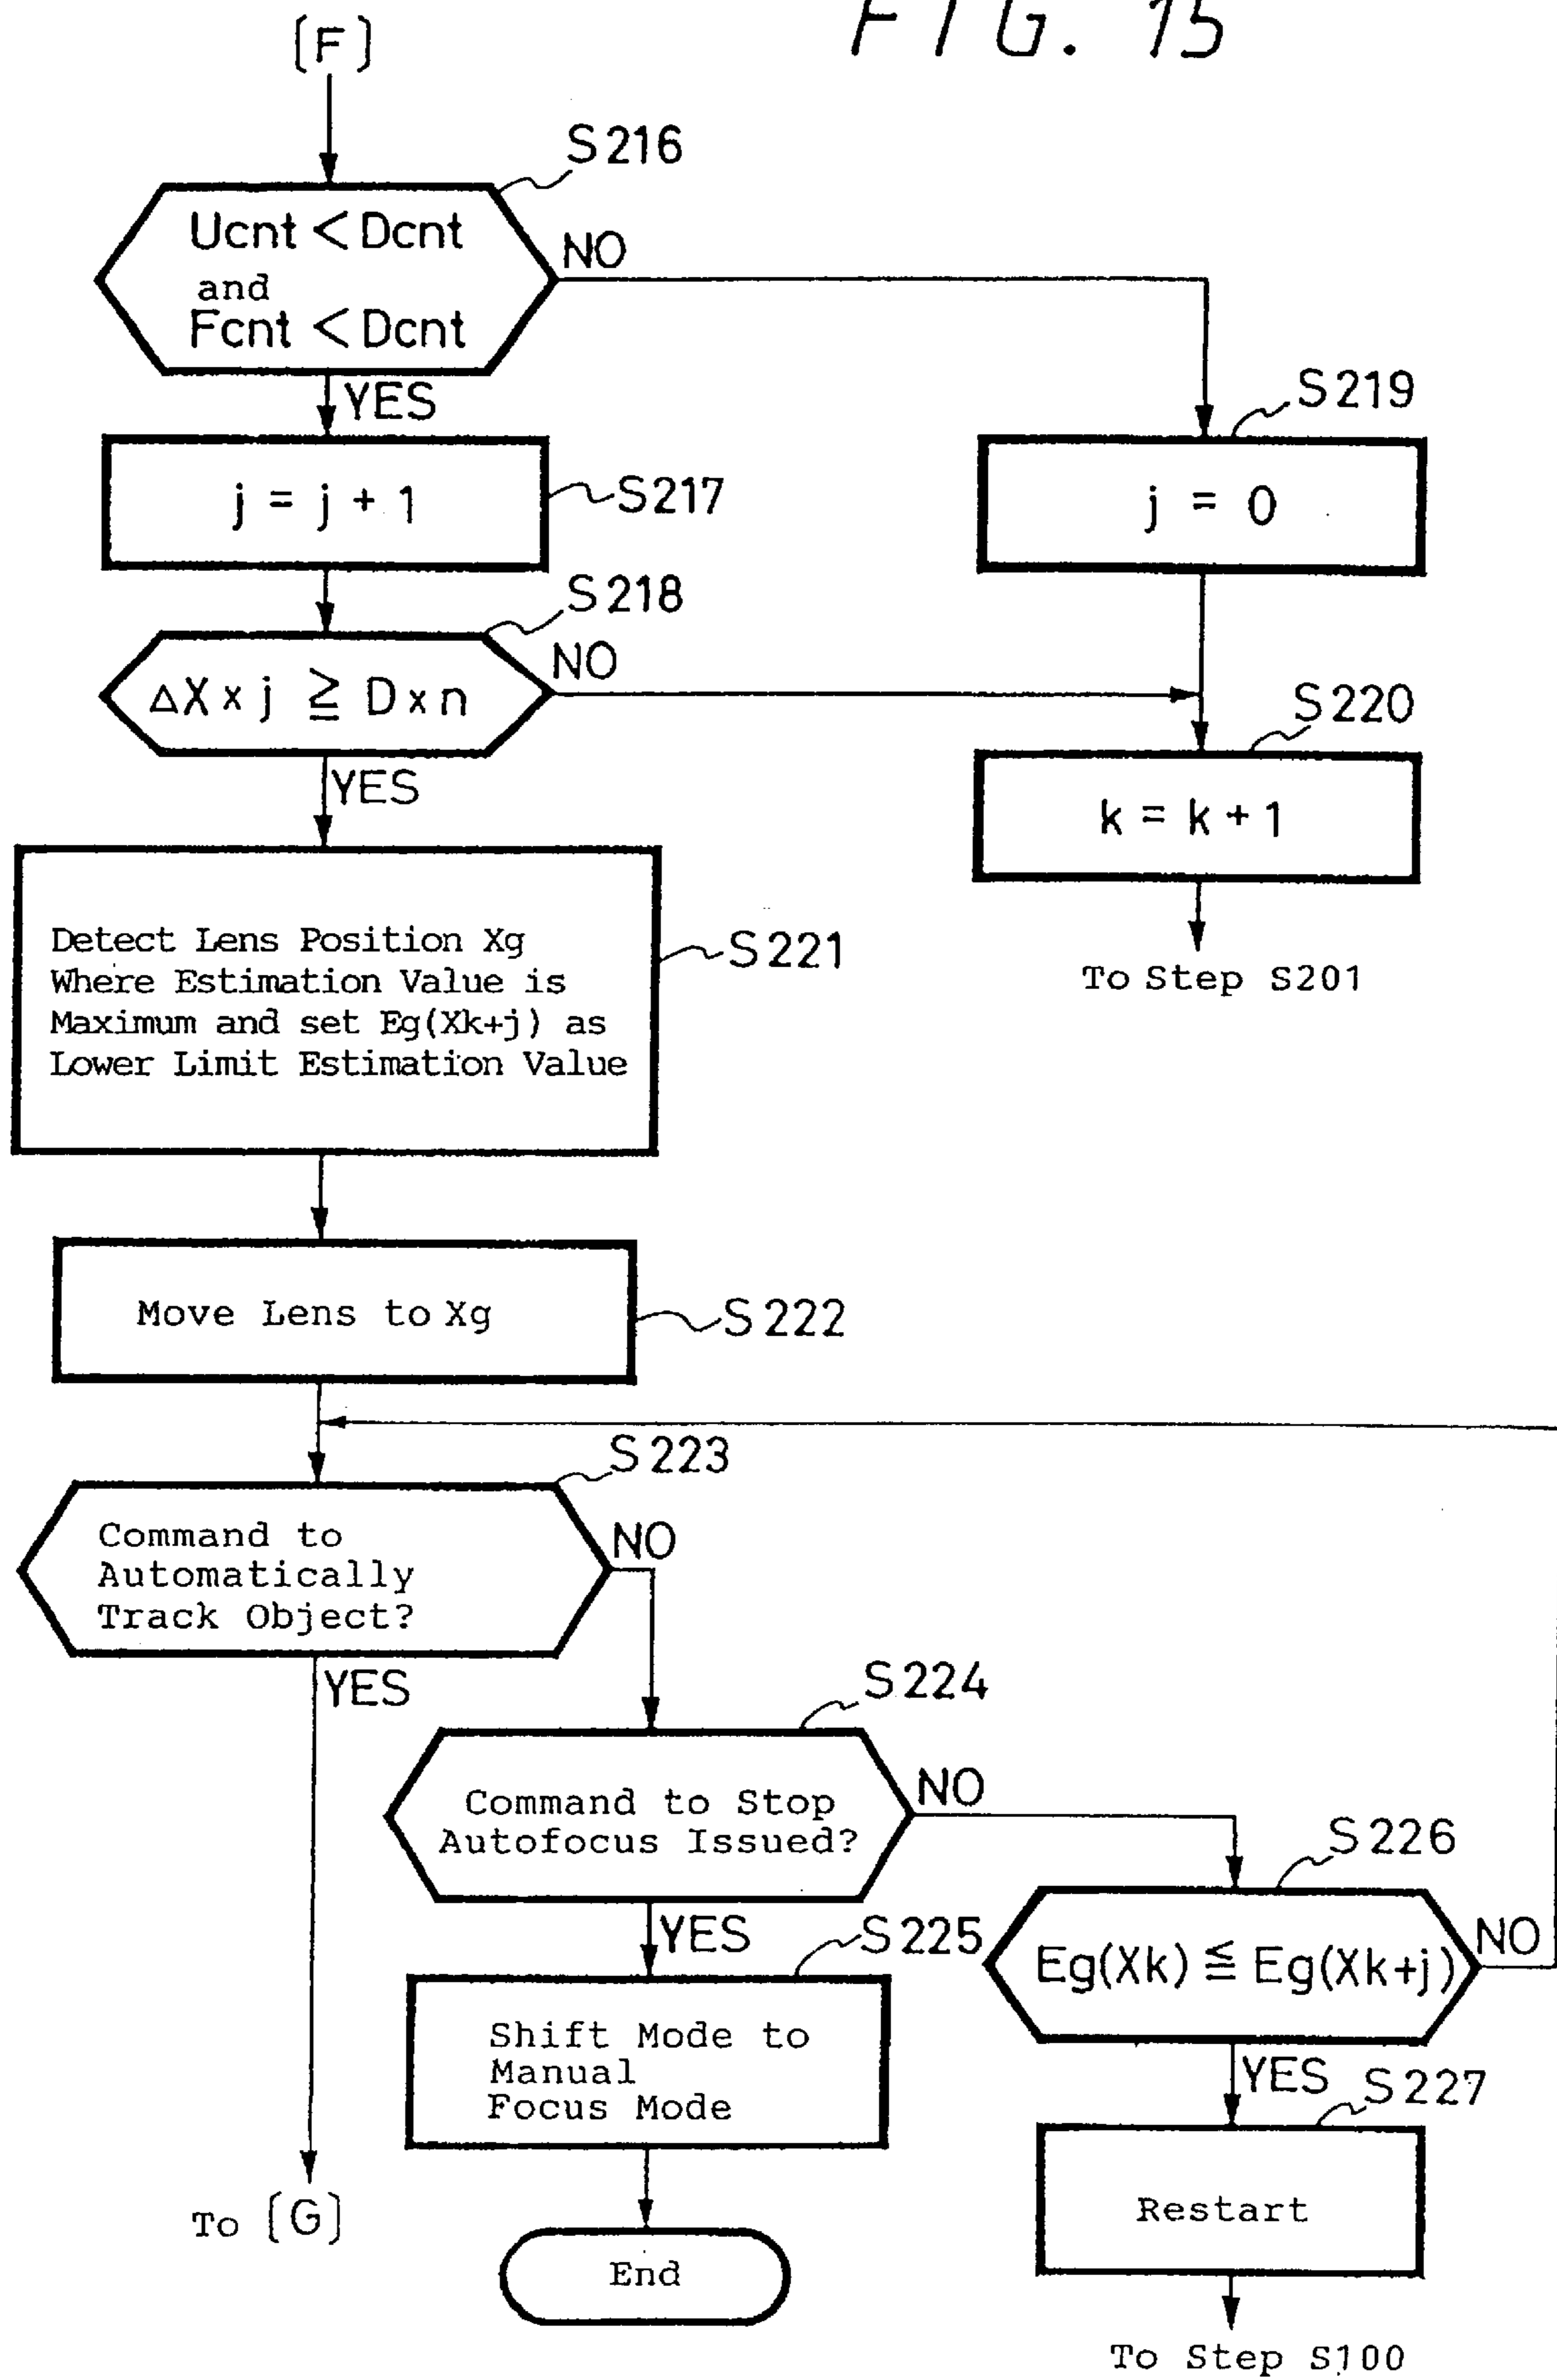 FIG. 15
[F]
S216
Ucnt < Dcnt
and
Fcnt < Dcnt
NO
YES
S219
j = j + 1
S217
j = 0
S218
ΔX x j ≧ D x n
NO
S220
YES
k = k + 1
Detect Lens Position Xg
Where Estimation Value is
Maximum and set Eg(Xk+j) as
Lower Limit Estimation Value
S221
To Step S201
Move Lens to Xg
S222
S223
Command to
Automatically
Track Object?
NO
YES
S224
Command to Stop
Autofocus Issued?
NO
S226
YES
S225
Eg(Xk) ≦ Eg(Xk+j)
NO
Shift Mode to
Manual
Focus Mode
YES
S227
Restart
To [G]
End
To Step S100